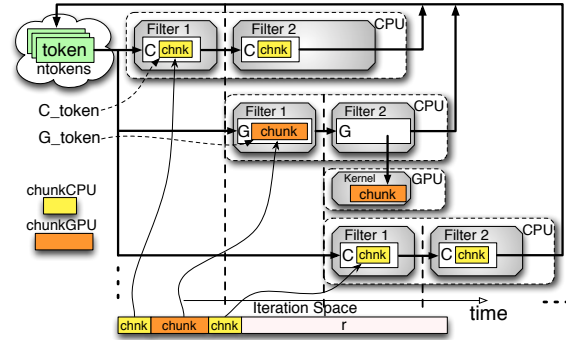 Filter 1
Filter 2
CPU
token
C chnk
C chnk
ntokens
C_token
Filter 1
Filter 2
CPU
G_token
G chunk
G
Kernel
GPU
chunkCPU
chunk
chunkGPU
Filter 1
Filter 2
CPU
C chnk
C chnk
Iteration Space
time
chnk chunk chnk r